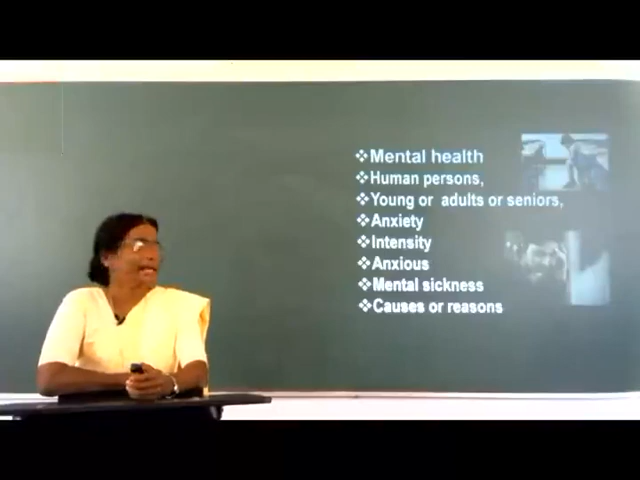 ❖Mental health
❖Human persons,
❖Young or adults or seniors,
❖Anxiety
❖Intensity
❖Anxious
❖Mental sickness
❖Causes or reasons